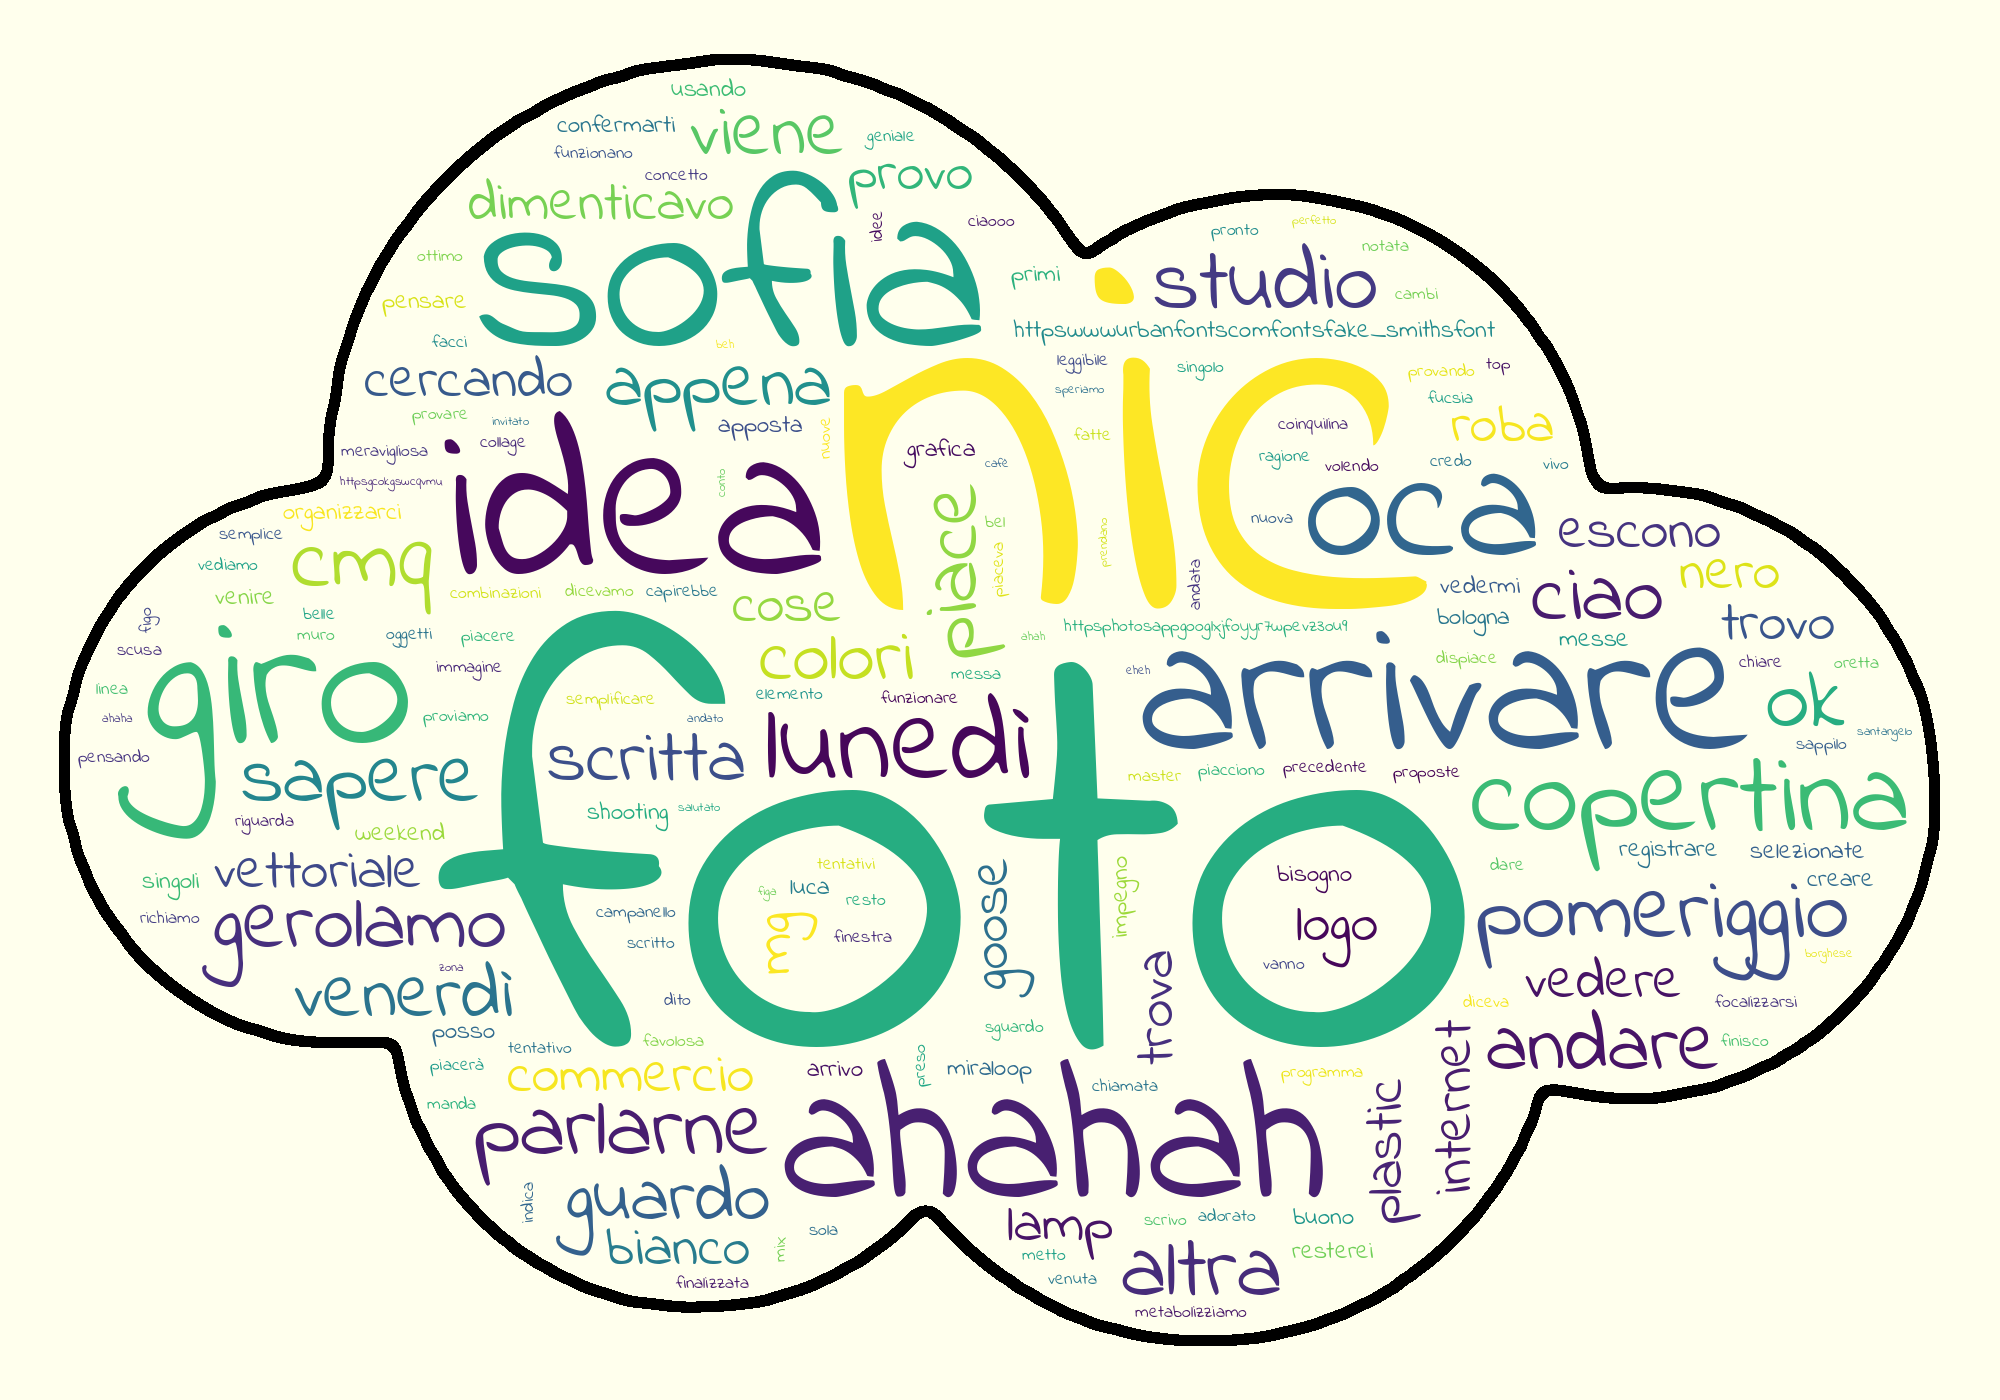 usando
confermarti viene geniale
funzionano
concetto provo
dimenticavo
idee ciaooo
sofia
ottimo
pensare
facci
beh
pronto perfetto
notata
primi studio cambi
httpswwwurbanfontscomfontsfake_smithsfont
cercando appena
leggibile singolo provando top
speriamo fucsia
provare invitato apposta nuove
meravigliosa collage
httpsgcokgswcqvmu
idea
conto
nic
grafica cafe
fatte coinquilina roba
ragione volendo credo vivo
nuova oca
piace bel
piaceva prendano andata
organizzarci
semplice
cmq
vediamo
venire
combinazioni dicevamo capirebbe
cose
escono
nero
vedermi ciao
bologna trovo
messe
httpsphotosappgooglxjfoyyr7wpevz3ou9
figo belle
muro oggetti piacere
scusa immagine
colori ahah
messa eheh
dispiace chiare oretta
linea giro
ahaha proviamo
pensando
semplificare elemento funzionare
andato
arrivare ok
santangelo
sappilo
scritta lunedi
sapere
master piacciono precedente proposte
foto
shooting salutato
riguarda weekend
copertina
registrare selezionate
dare creare
singoli vettoriale
richiamo gerolamo
campanello
scritto
tentativi
figa luca resto
mg finestra
goose impegno
bisogno
logo
vanno
pomeriggio
borghese
zona
venerdi
dito
posso
sguardo
trova
vedere
diceva focalizzarsi
andare finisco
tentativo favolosa
piacerà
manda
commercio
arrivo preso miraloop
chiamata programma
internet
plastic
parlarne ahahah
indica guardo
bianco sola mix
finalizzata
lamp scrivo adorato buono
metto resterei
venuta altra
metabolizziamo